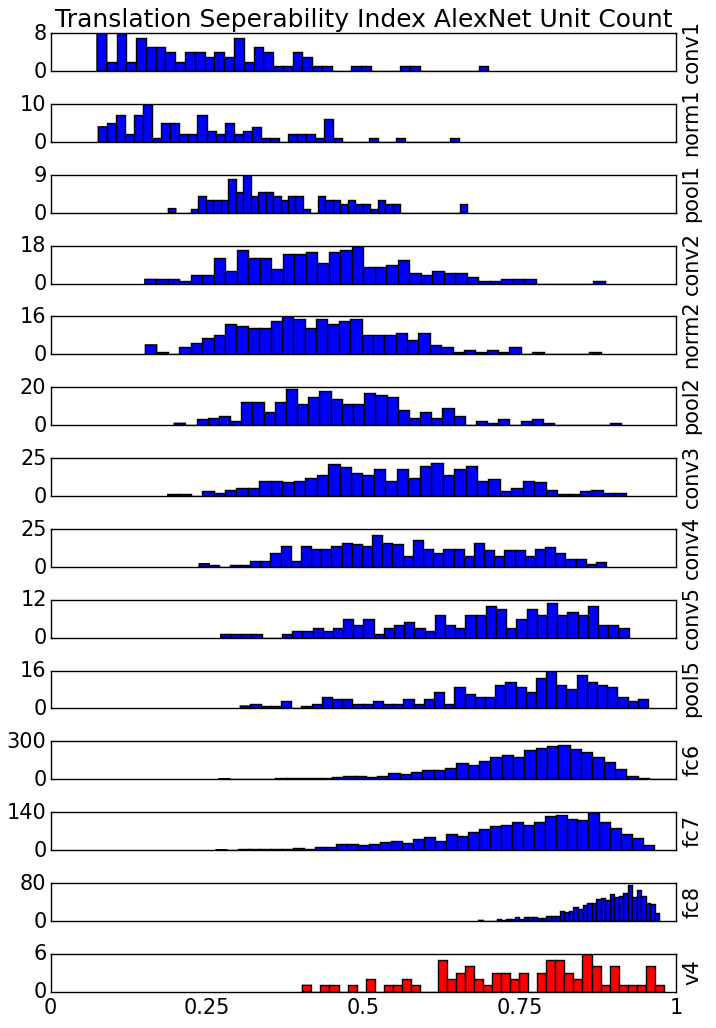 Translation Seperability Index AlexNet Unit Count
8
0
conv1
10
0
norm1
9
0
pool1
18
0
conv2
16
0
norm2
20
0
pool2
25
0
conv3
25
0
conv4
12
0
conv5
16
0
pool5
300
0
fc6
140
0
fc7
80
0
fc8
6
0
v4
0 0.25 0.5 0.75 1